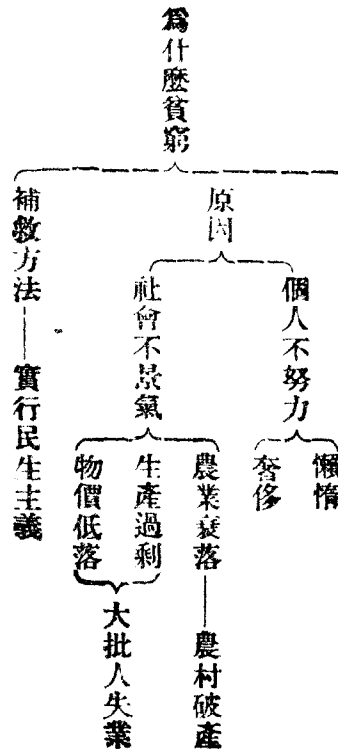 為什麼貧窮
原因
個人不努力
懶惰
奢侈
社會不景氣
農業衰落——農村破產
生產過剩
物價低落
大批人失業
補救方法——實行民生主義